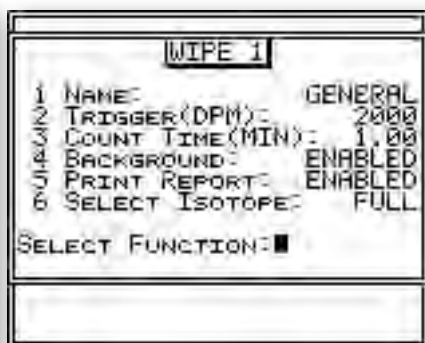 WIPE 1
1 NAME: GENERAL
2 TRIGGER(DPM): 2000
3 COUNT TIME(MIN): 1.00
4 BACKGROUND: ENABLED
5 PRINT REPORT: ENABLED
6 SELECT ISOTOPE: FULL
SELECT FUNCTION: